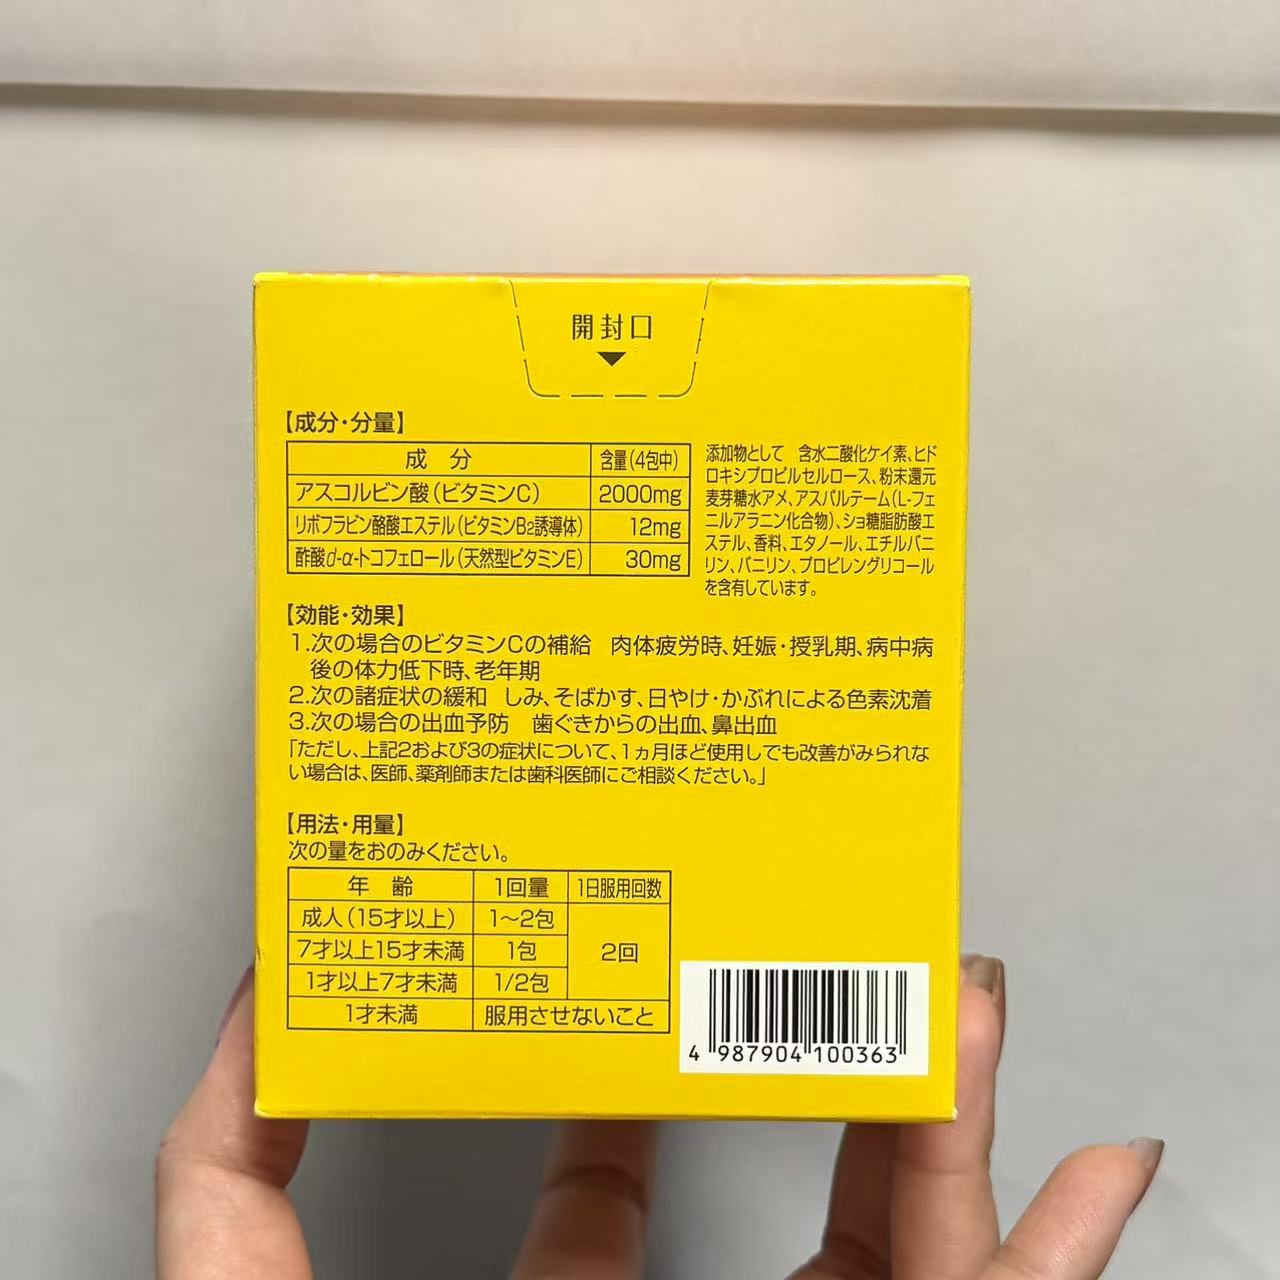 開封口
【成分・分量】
成 分 含量(4包中)
アスコルビン酸(ビタミンC) 2000mg
リボフラビン酪酸エステル(ビタミンB2誘導体) 12mg
酢酸d-α-トコフェロール(天然型ビタミンE) 30mg
添加物として 含水二酸化ケイ素、ヒド
ロキシプロピルセルロース、粉末還元
麦芽糖水アメ、アスパルテーム(L-フェ
ニルアラニン化合物)、ショ糖脂肪酸エ
ステル、香料、エタノール、エチルバニ
リン、バニリン、プロピレングリコール
を含有しています。
【効能・効果】
1.次の場合のビタミンCの補給 肉体疲労時、妊娠・授乳期、病中病
後の体力低下時、老年期
2.次の諸症状の緩和 しみ、そばかす、日やけ・かぶれによる色素沈着
3.次の場合の出血予防 歯ぐきからの出血、鼻出血
「ただし、上記2および3の症状について、1ヵ月ほど使用しても改善がみられな
い場合は、医師、薬剤師または歯科医師にご相談ください。」
【用法・用量】
次の量をおのみください。
年 齢 1回量 1日服用回数
成人(15才以上) 1〜2包
7才以上15才未満 1包 2回
1才以上7才未満 1/2包
1才未満 服用させないこと
4 987904 100363